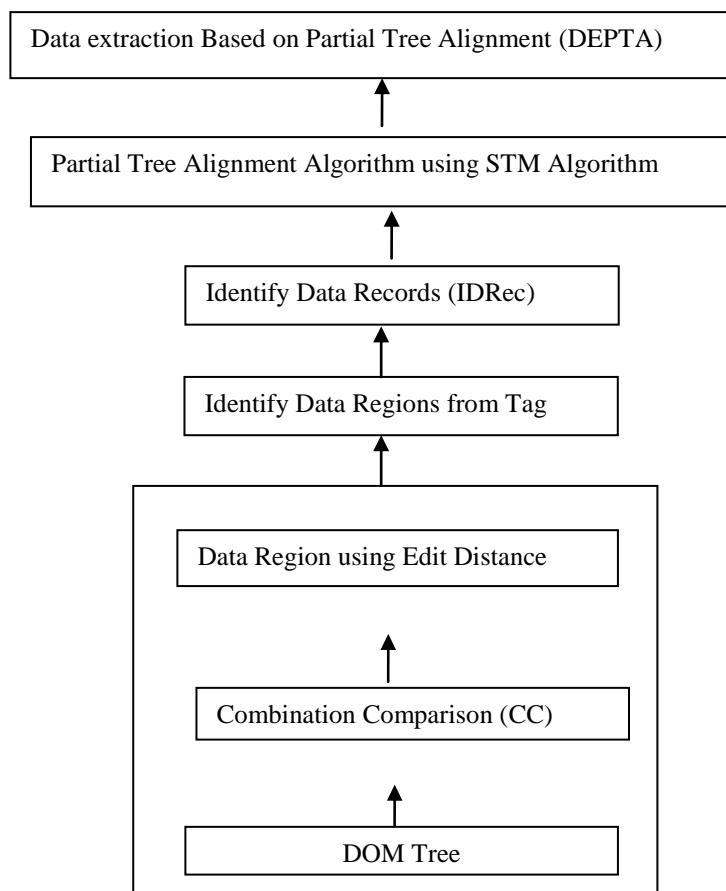 Data extraction Based on Partial Tree Alignment (DEPTA)
Partial Tree Alignment Algorithm using STM Algorithm
Identify Data Records (IDRec)
Identify Data Regions from Tag
Data Region using Edit Distance
Combination Comparison (CC)
DOM Tree